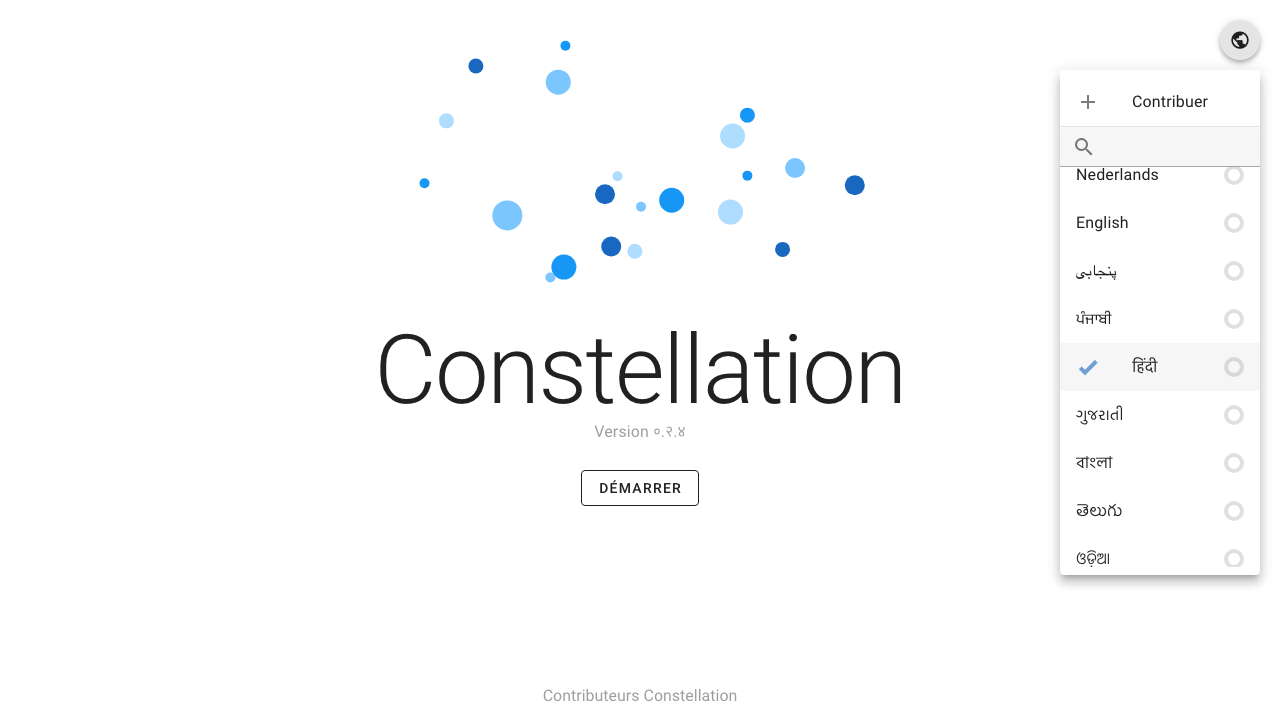 Contribuer
Nederlands
English
پنجابی
ਪੰਜਾਬੀ
हिंदी
ગુજરાતી
বাংলা
తెలుగు
ଓଡ଼ିଆ
Constellation
Version ०.२.४
DÉMARRER
Contributeurs Constellation